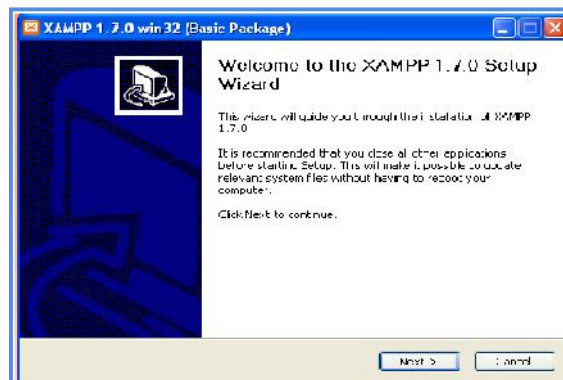 XAMPP 1.7.0 win32 (Basic Package)
Welcome to the XAMPP 1.7.0 Setup
Wizard
This wizard will guide you through the installation of XAMPP
1.7.0
It is recommended that you close all other applications
before starting Setup. This will make it possible to update
relevant system files without having to reboot your
computer.
Click Next to continue.
Next >
Cancel